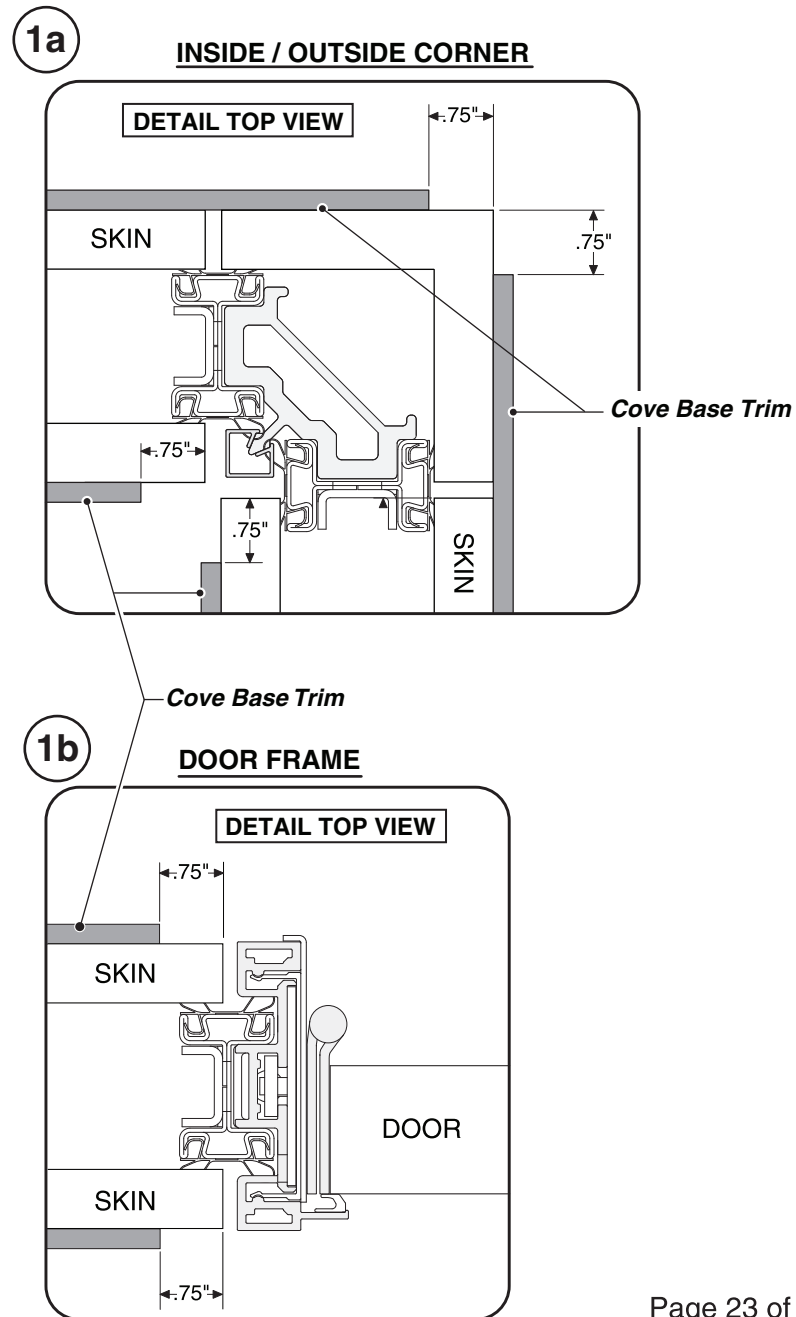 1a
INSIDE / OUTSIDE CORNER
DETAIL TOP VIEW
.75"
SKIN
.75"
Cove Base Trim
.75"
.75"
SKIN
Cove Base Trim
1b
DOOR FRAME
DETAIL TOP VIEW
.75"
SKIN
DOOR
SKIN
.75"
Page 23 of